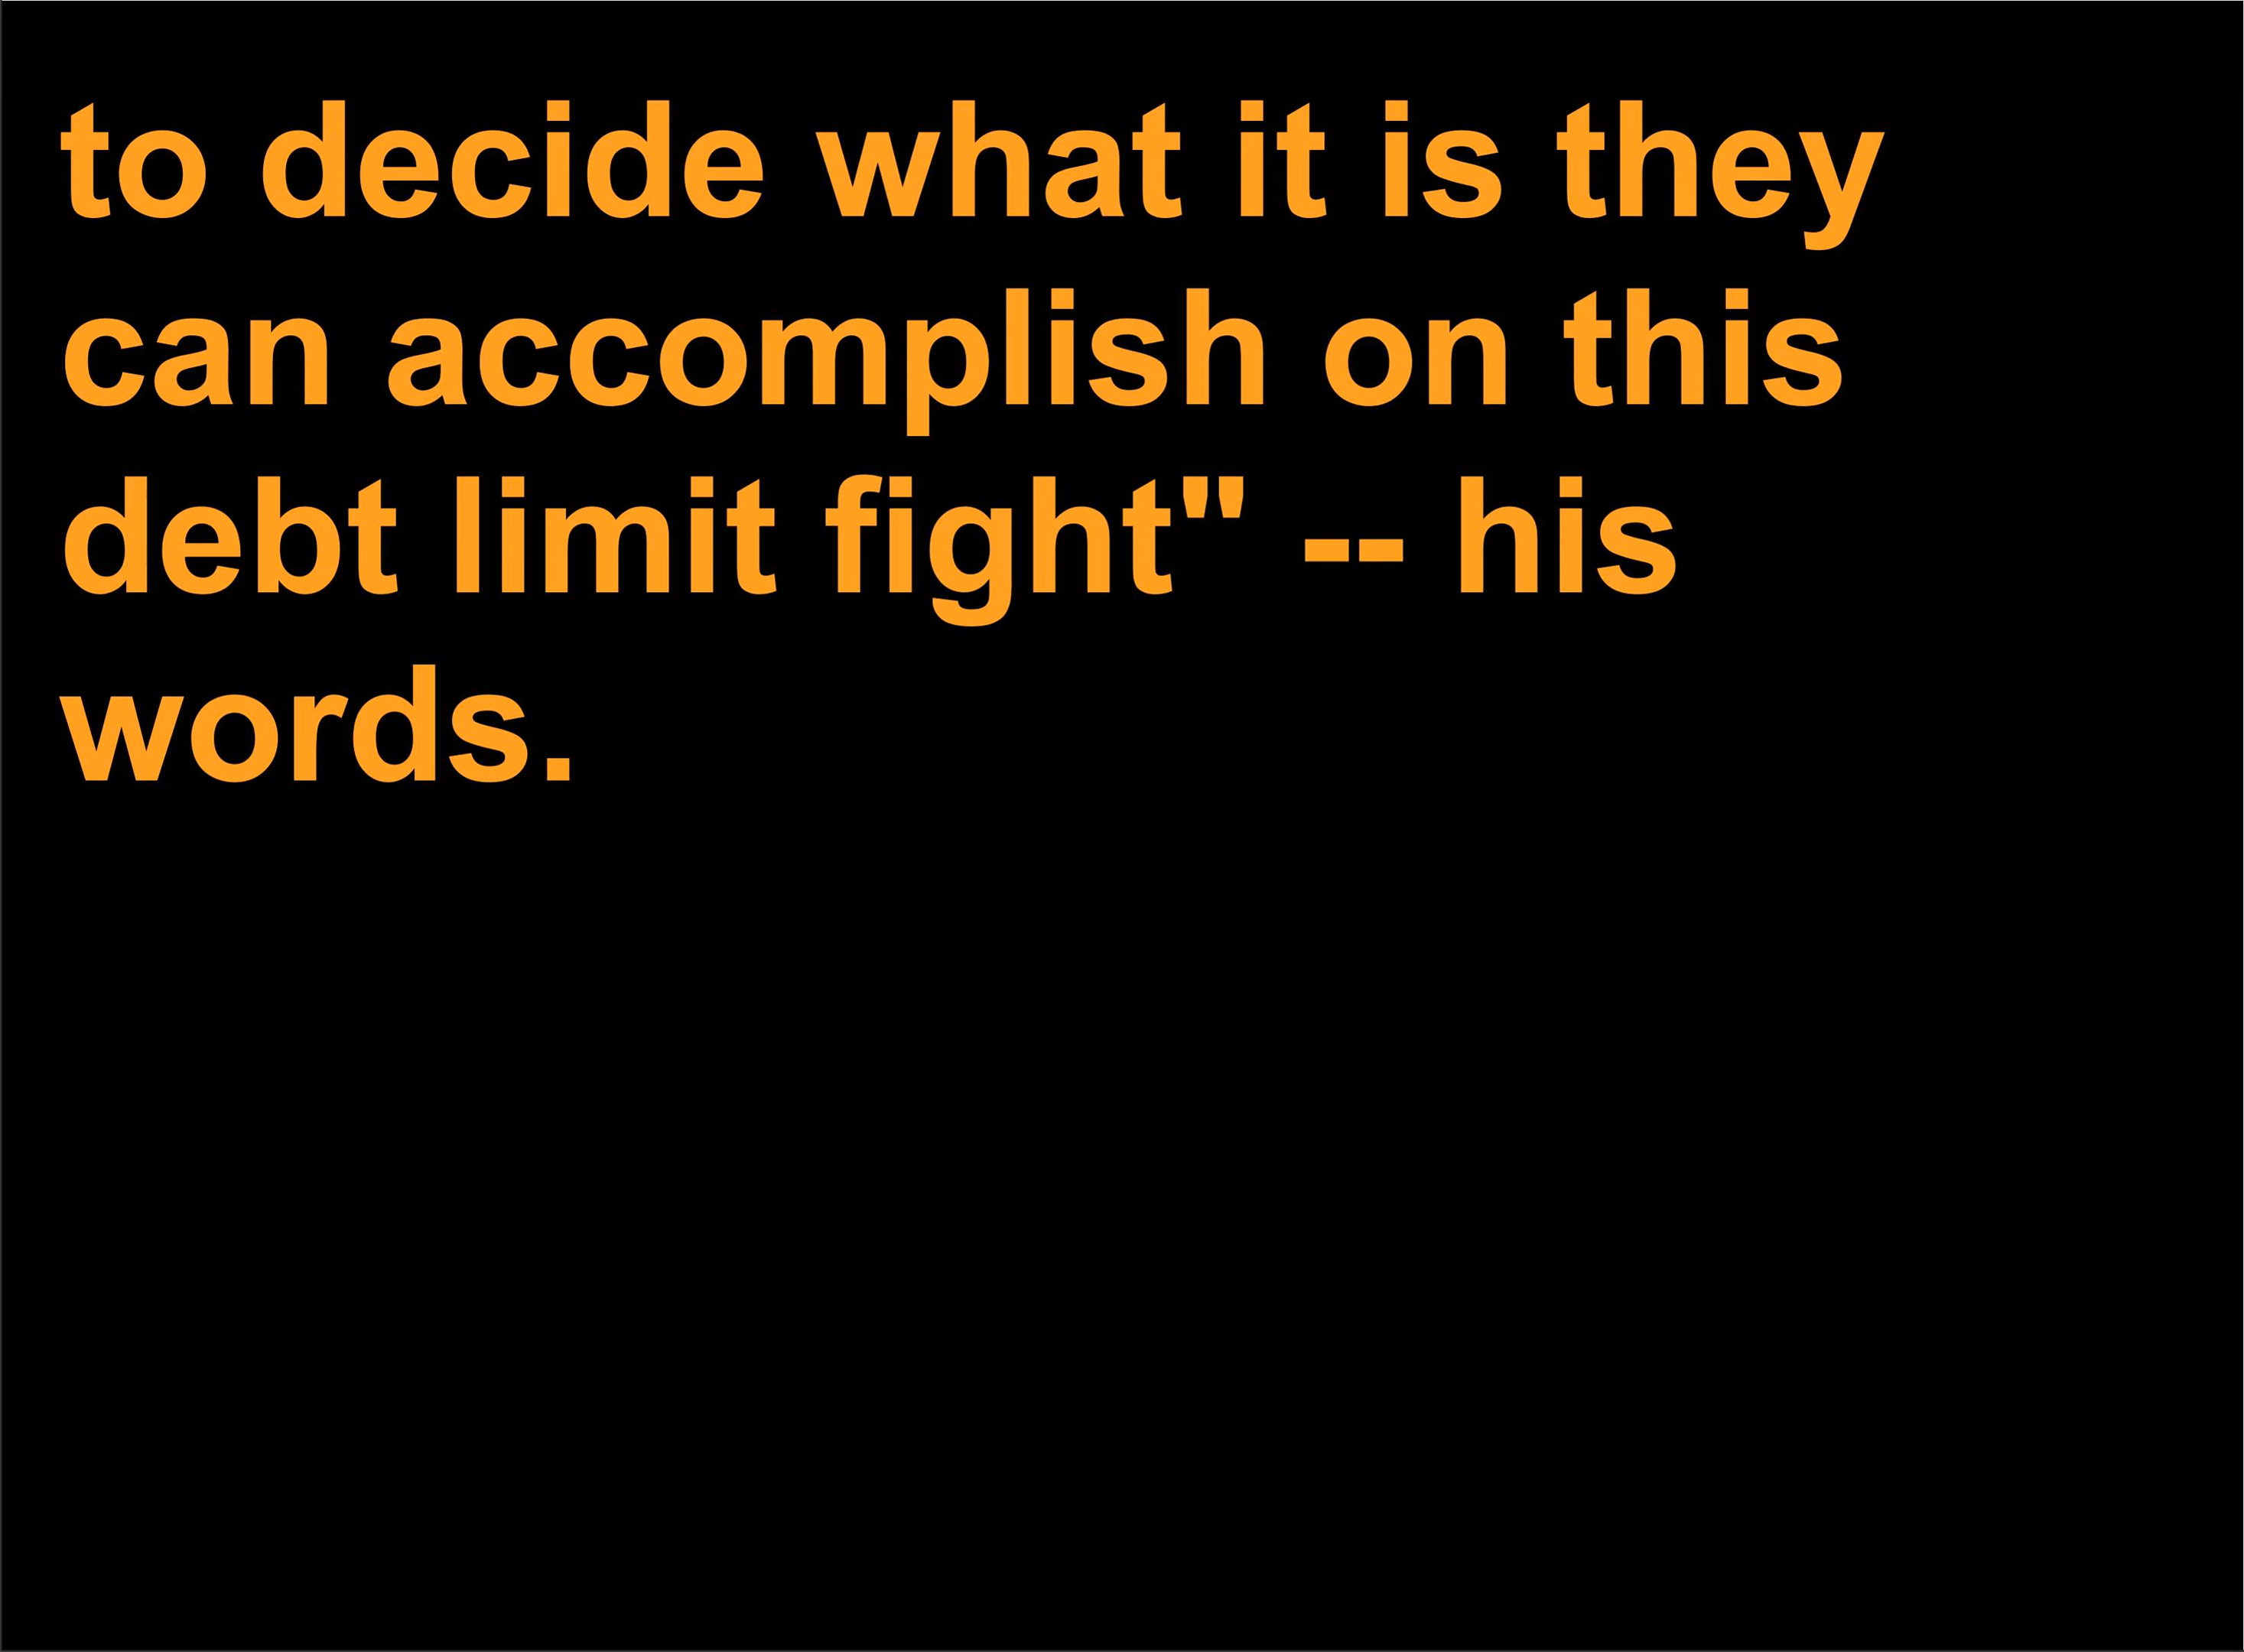 to decide what it is they
can accomplish on this
debt limit fight" -- his
words.